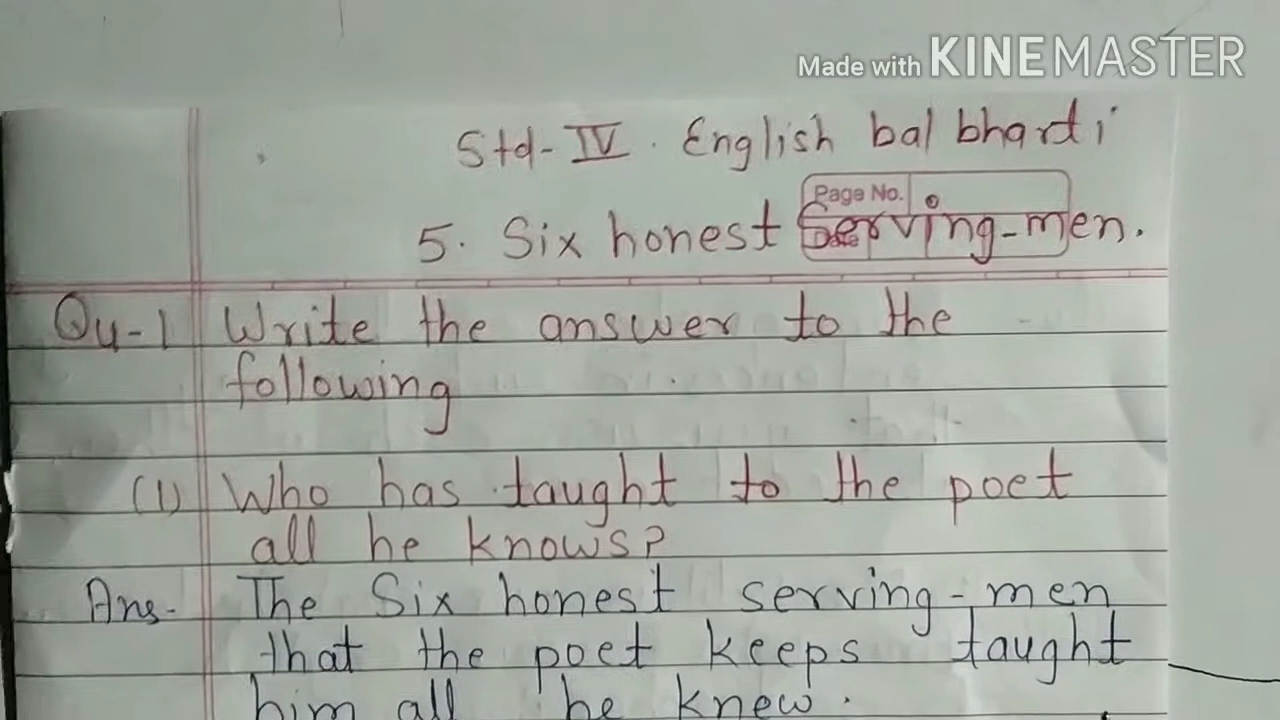 Made with KINEMASTER
Std-IV. English bal bharti
Page No.
5. Six honest Serving-men.
Qu-1 Write the answer to the
following
(1) Who has taught to the poet
all he knows?
Ans- The Six honest serving-men
that the poet keeps taught
him all he knew.